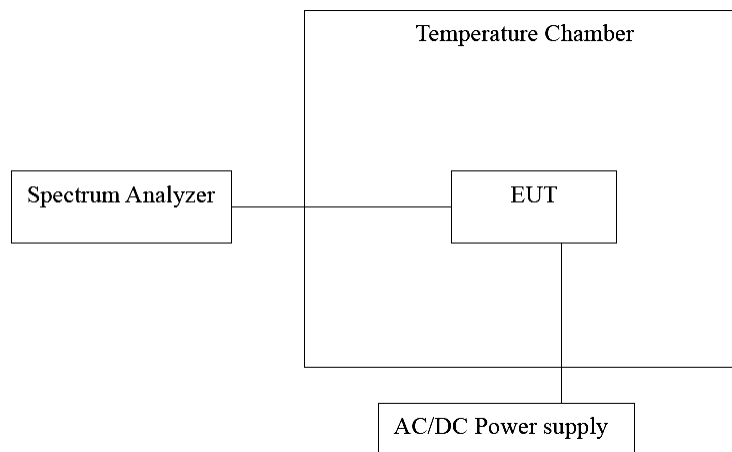 Temperature Chamber
Spectrum Analyzer
EUT
AC/DC Power supply